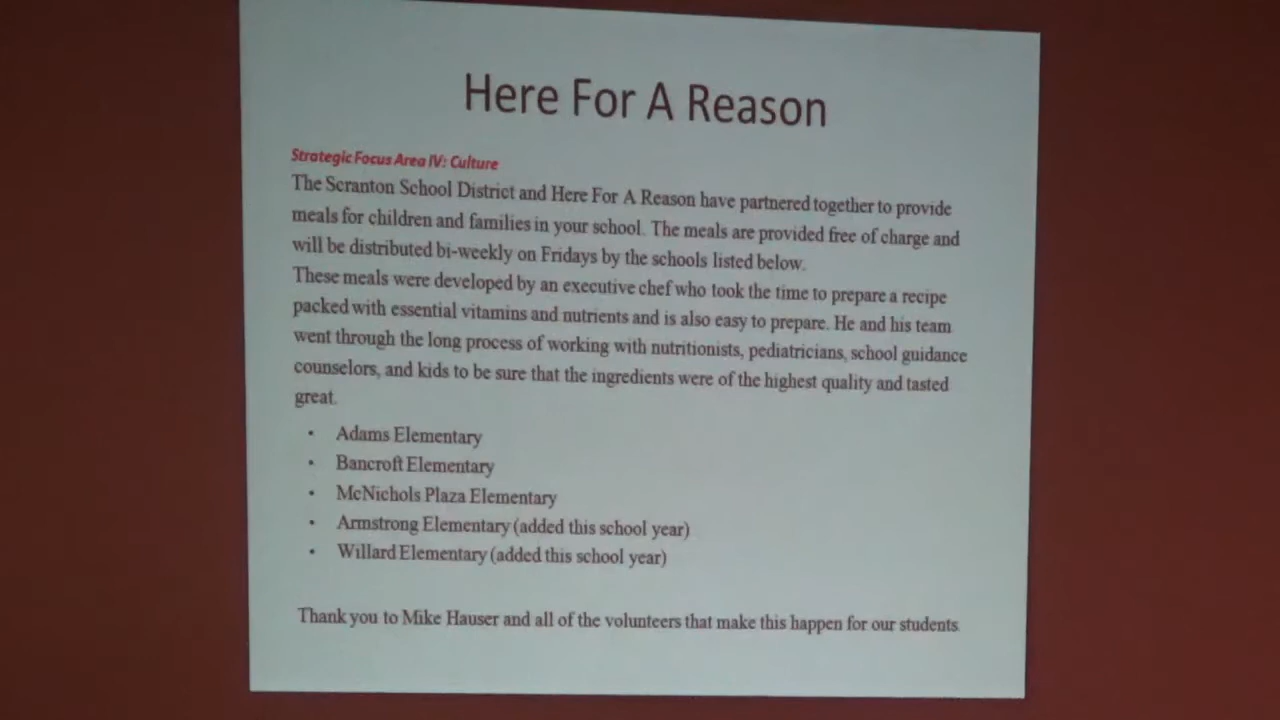 Here For A Reason
Strategic Focus Area IV: Culture
The Scranton School District and Here For A Reason have partnered together to provide
meals for children and families in your school. The meals are provided free of charge and
will be distributed bi-weekly on Fridays by the schools listed below.
These meals were developed by an executive chef who took the time to prepare a recipe
packed with essential vitamins and nutrients and is also easy to prepare. He and his team
went through the long process of working with nutritionists, pediatricians, school guidance
counselors, and kids to be sure that the ingredients were of the highest quality and tasted
great.
• Adams Elementary
• Bancroft Elementary
• McNichols Plaza Elementary
• Armstrong Elementary (added this school year)
• Willard Elementary (added this school year)
Thank you to Mike Hauser and all of the volunteers that make this happen for our students.